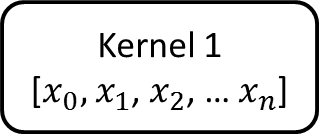 Kernel 1
[x₀, x₁, x₂, ... xₙ]